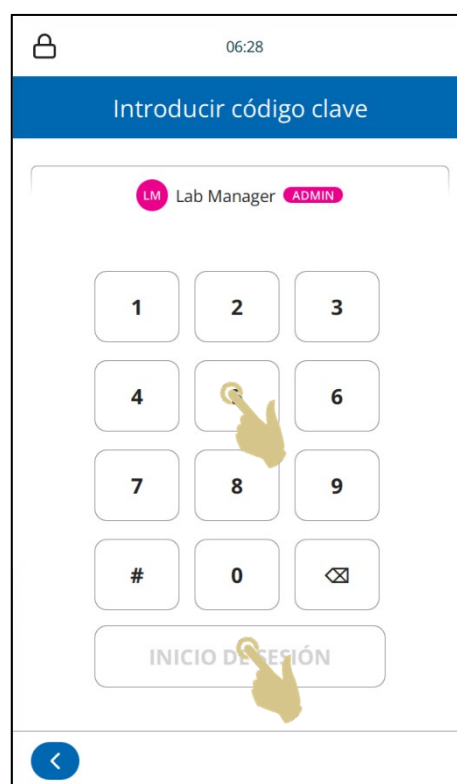 06:28
Introducir código clave
LM Lab Manager ADMIN
1 2 3
4 6
7 8 9
# 0
INICIO DE SESIÓN